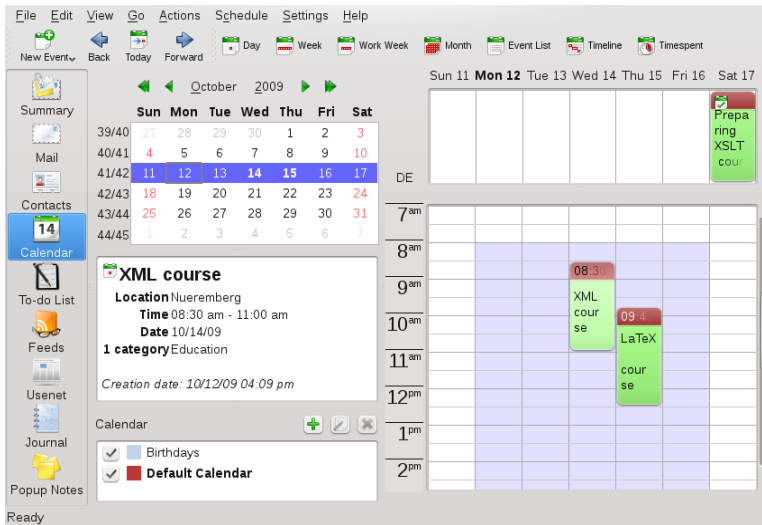 File Edit View Go Actions Schedule Settings Help
New Event Back Today Forward Day Week Work Week Month Event List Timeline Timespent
Summary
Mail
Contacts
14
Calendar
To-do List
Feeds
Usenet
Journal
Popup Notes
October 2009
Sun Mon Tue Wed Thu Fri Sat
39/40 27 28 29 30 1 2 3
40/41 4 5 6 7 8 9 10
41/42 11 12 13 14 15 16 17
42/43 18 19 20 21 22 23 24
43/44 25 26 27 28 29 30 31
44/45 1 2 3 4 5 6 7
XML course
Location Nueremberg
Time 08:30 am - 11:00 am
Date 10/14/09
1 category Education
Creation date: 10/12/09 04:09 pm
Calendar
Birthdays
Default Calendar
Sun 11 Mon 12 Tue 13 Wed 14 Thu 15 Fri 16 Sat 17
Prepa
ring
XSLT
cour
DE
7am
8am
9am
10am
11am
12pm
1pm
2pm
08:30
XML
cour
se
09:4
LaTeX
cour
se
Ready